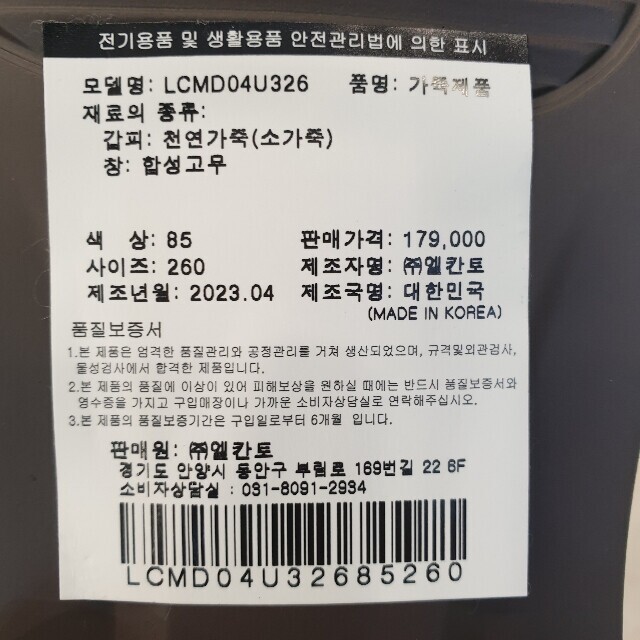 전기용품 및 생활용품 안전관리법에 의한 표시
모델명: LCMD04U326 품명: 가죽제품
재료의 종류:
갑피: 천연가죽(소가죽)
창: 합성고무
색 상: 85 판매가격: 179,000
사이즈: 260 제조자명: ㈜엘칸토
제조년월: 2023.04 제조국명: 대한민국
(MADE IN KOREA)
품질보증서
1.본 제품은 엄격한 품질관리와 공정관리를 거쳐 생산되었으며, 규격및외관검사,
물성검사에서 합격한 제품입니다.
2.본 제품의 품질에 이상이 있어 피해보상을 원하실 때에는 반드시 품질보증서와
영수증을 가지고 구입매장이나 가까운 소비자상담실로 연락해주십시오.
3.본 제품의 품질보증기간은 구입일로부터 6개월 입니다.
판매원: ㈜엘칸토
경기도 안양시 동안구 부림로 169번길 22 6F
소비자상담실 : 031-8091-2934
LCMD04U32685260